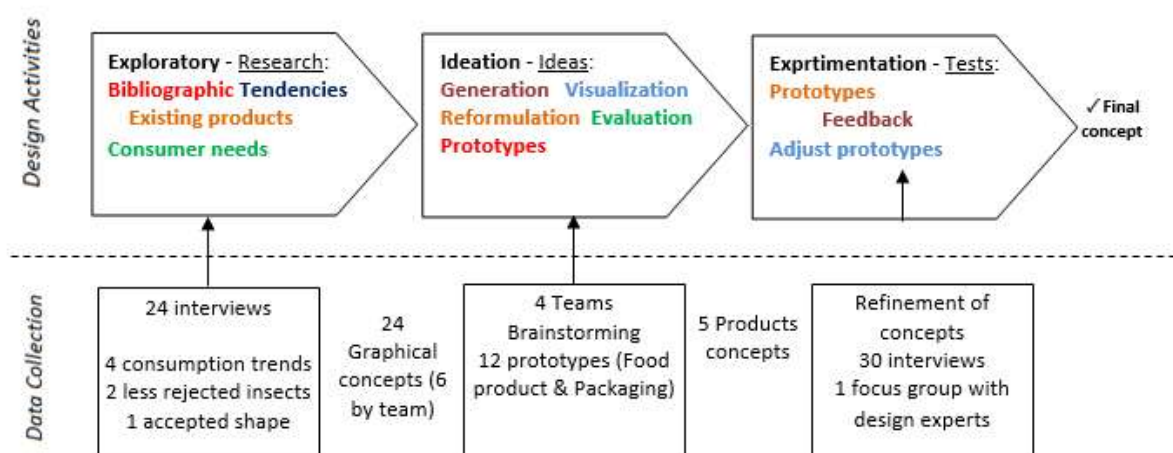 Design Activities
Exploratory - Research:
Bibliographic Tendencies
Existing products
Consumer needs
Ideation - Ideas:
Generation Visualization
Reformulation Evaluation
Prototypes
Exprtimentation - Tests:
Prototypes
Feedback
Adjust prototypes
✓Final
concept
Data Collection
24 interviews
4 consumption trends
2 less rejected insects
1 accepted shape
24
Graphical
concepts (6
by team)
4 Teams
Brainstorming
12 prototypes (Food
product & Packaging)
5 Products
concepts
Refinement of
concepts
30 interviews
1 focus group with
design experts